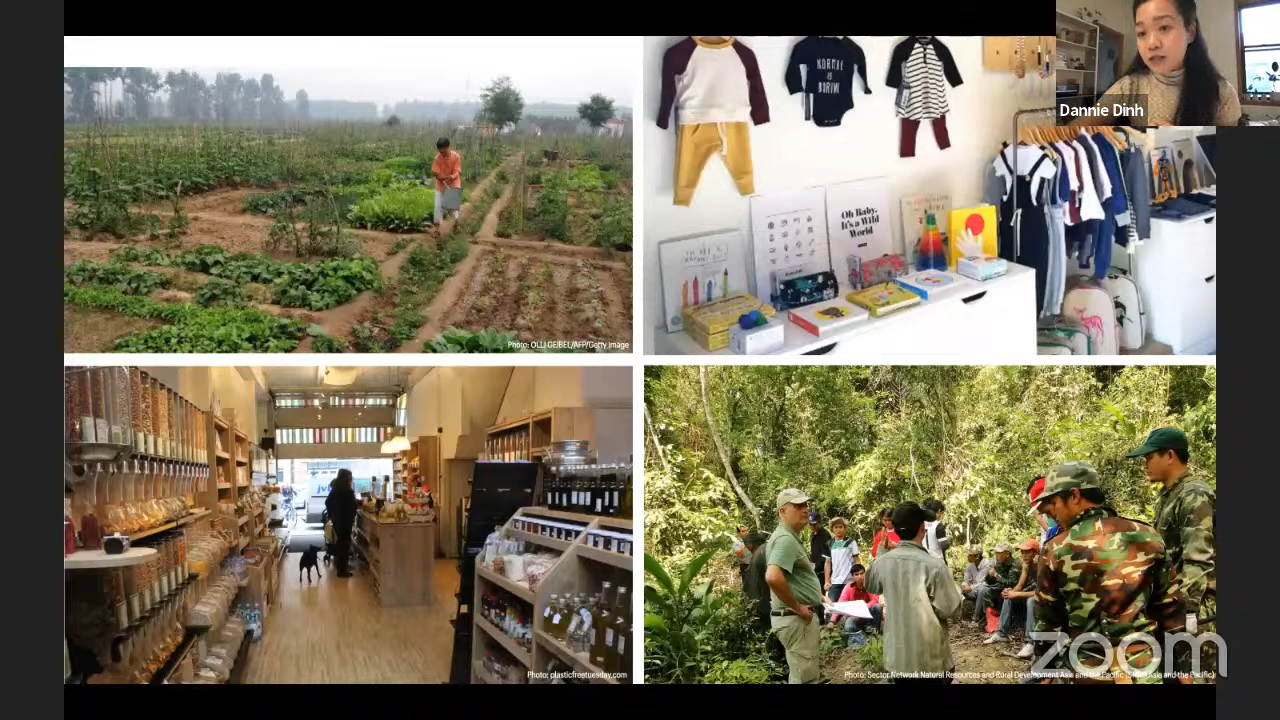 Dannie Dinh
NORMAL
IS
BORING
Oh Baby,
It's a Wild
World
Photo: OLLI GEIBEL/AFP/Getty Image
Photo: plasticfreetuesday.com
Photo: Sector Network Natural Resources and Rural Development Asia and the Pacific
zoom